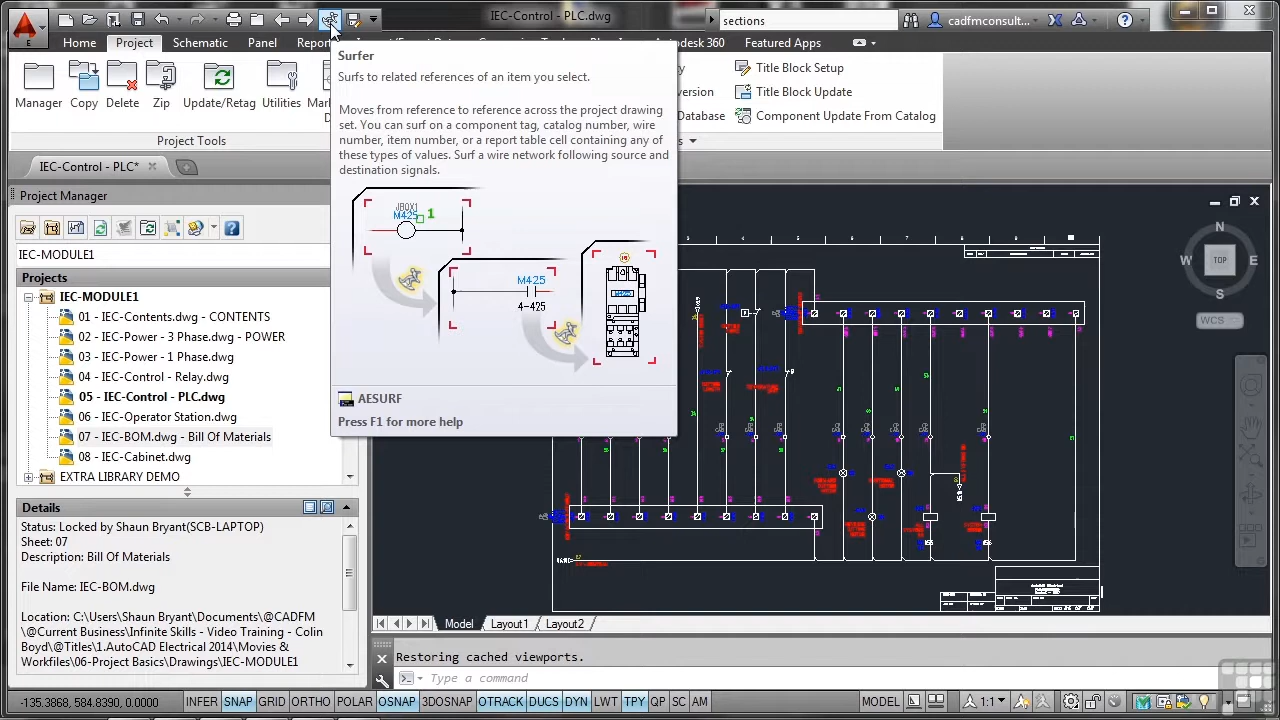 IEC-Control - PLC.dwg
sections
cadfmconsult...
E
Home Project Schematic Panel Autodesk 360 Featured Apps
Surfer
Surfs to related references of an item you select.
Moves from reference to reference across the project drawing
set. You can surf on a component tag, catalog number, wire
number, item number, or a report table cell containing any of
these types of values. Surf a wire network following source and
destination signals.
JBOX1
M425
1
M425
4-425
AESURF
Press F1 for more help
Manager Copy Delete Zip Update/Retag Utilities
Project Tools
Title Block Setup
Title Block Update
Database Component Update From Catalog
IEC-Control - PLC*
Project Manager
IEC-MODULE1
Projects
IEC-MODULE1
01 - IEC-Contents.dwg - CONTENTS
02 - IEC-Power - 3 Phase.dwg - POWER
03 - IEC-Power - 1 Phase.dwg
04 - IEC-Control - Relay.dwg
05 - IEC-Control - PLC.dwg
06 - IEC-Operator Station.dwg
07 - IEC-BOM.dwg - Bill Of Materials
08 - IEC-Cabinet.dwg
EXTRA LIBRARY DEMO
Details
Status: Locked by Shaun Bryant(SCB-LAPTOP)
Sheet: 07
Description: Bill Of Materials
File Name: IEC-BOM.dwg
Location: C:\Users\Shaun Bryant\Documents\@CADFM
\@Current Business\Infinite Skills - Video Training - Colin
Boyd\@Titles\1.AutoCAD Electrical 2014\Movies &
Workfiles\06-Project Basics\Drawings\IEC-MODULE1
N
W TOP E
S
WCS
Model Layout1 Layout2
Restoring cached viewports.
Type a command
-135.3868, 584.8390, 0.0000 INFER SNAP GRID ORTHO POLAR OSNAP 3DOSNAP OTRACK DUCS DYN LWT TPY QP SC AM MODEL 1:1